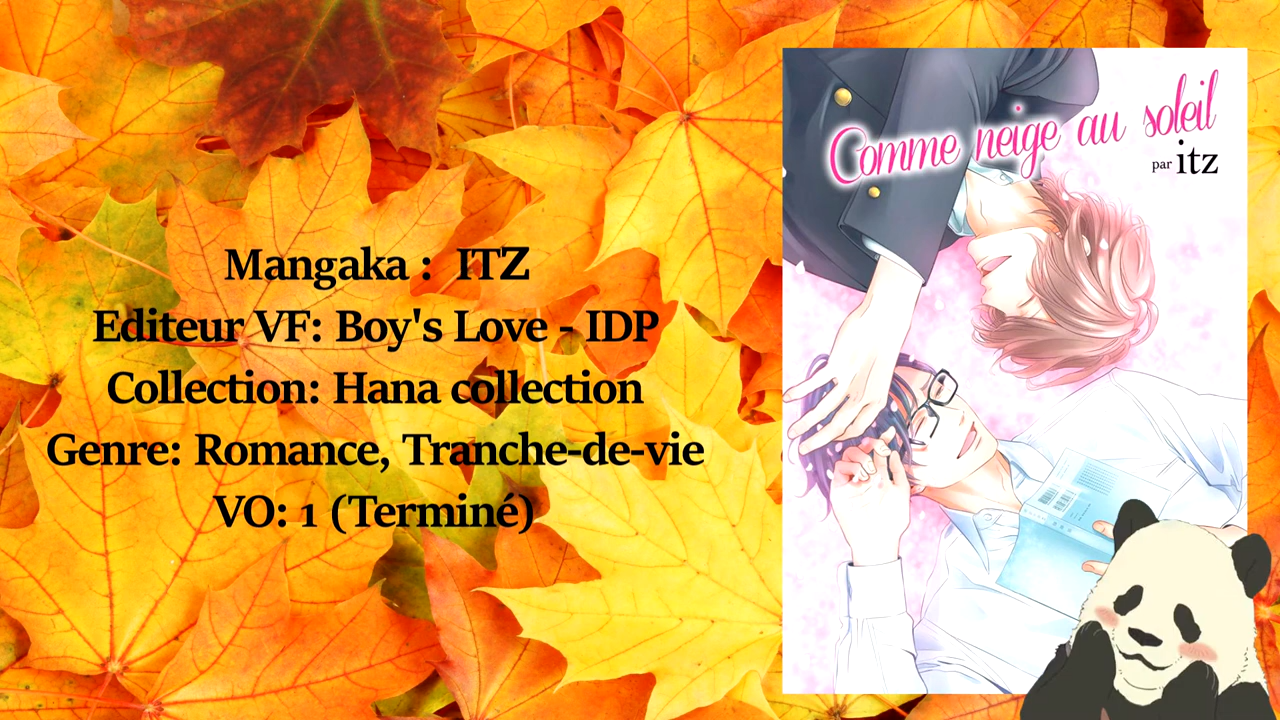 Mangaka : ITZ
Editeur VF: Boy's Love - IDP
Collection: Hana collection
Genre: Romance, Tranche-de-vie
VO: 1 (Terminé)
Comme neige au soleil
par itz